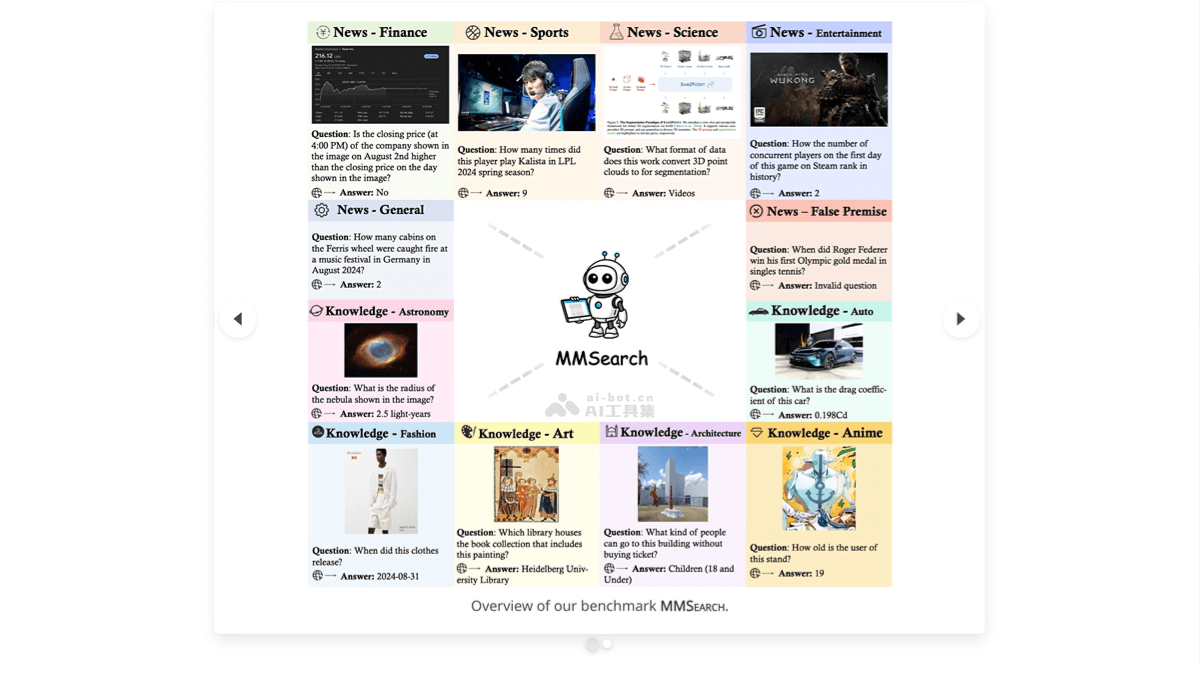 News - Finance
216.12
Question: Is the closing price (at
4:00 PM) of the company shown in
the image on August 2nd higher
than the closing price on the day
shown in the image?
Answer: No
News - Sports
Question: How many times did
this player play Kalista in LPL
2024 spring season?
Answer: 9
News - Science
Question: What format of data
does this work convert 3D point
clouds to for segmentation?
Answer: Videos
News - Entertainment
WUKONG
Question: How the number of
concurrent players on the first day
of this game on Steam rank in
history?
Answer: 2
News - General
Question: How many cabins on
the Ferris wheel were caught fire at
a music festival in Germany in
August 2024?
Answer: 2
News – False Premise
Question: When did Roger Federer
win his first Olympic gold medal in
singles tennis?
Answer: Invalid question
Knowledge - Astronomy
Question: What is the radius of
the nebula shown in the image?
Answer: 2.5 light-years
MMSearch
ai-bot.cn
AI工具集
Knowledge - Auto
Question: What is the drag coeffic-
ient of this car?
Answer: 0.198Cd
Knowledge - Fashion
Question: When did this clothes
release?
Answer: 2024-08-31
Knowledge - Art
Question: Which library houses
the book collection that includes
this painting?
Answer: Heidelberg Univ-
ersity Library
Knowledge - Architecture
Question: What kind of people
can go to this building without
buying ticket?
Answer: Children (18 and
Under)
Knowledge - Anime
Question: How old is the user of
this stand?
Answer: 19
Overview of our benchmark MMSEARCH.